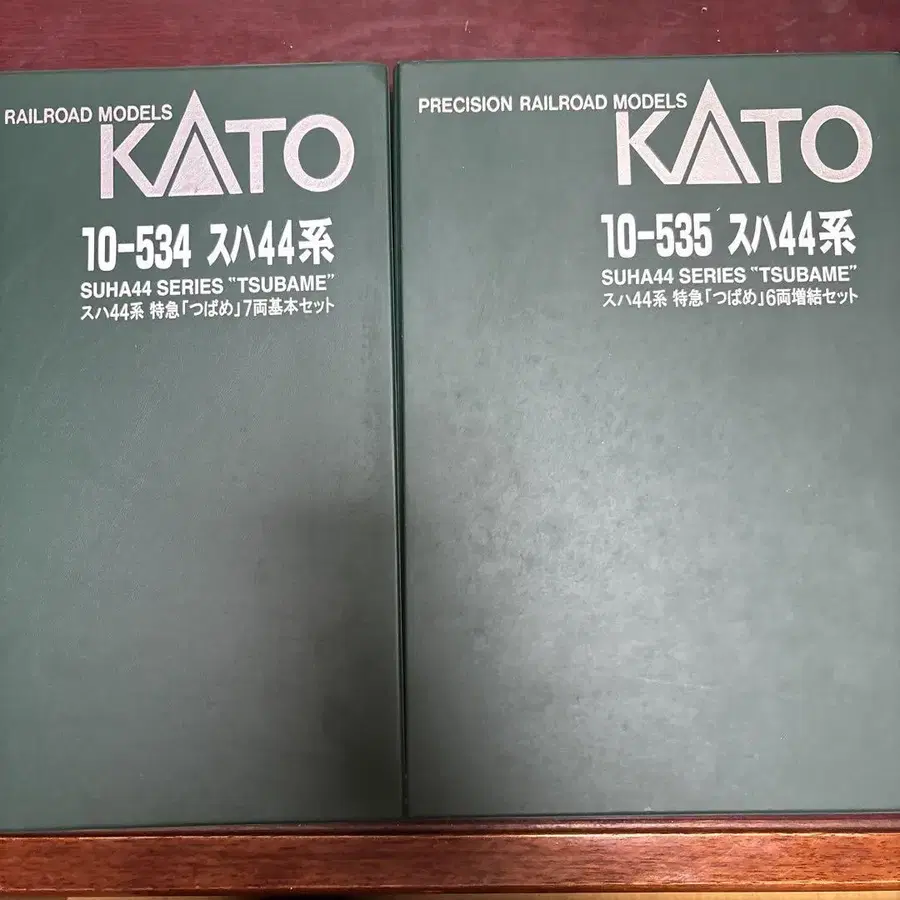 RAILROAD MODELS
KATO
10-534 スハ44系
SUHA44 SERIES "TSUBAME"
スハ44系 特急「つばめ」7両基本セット
PRECISION RAILROAD MODELS
KATO
10-535 スハ44系
SUHA44 SERIES "TSUBAME"
スハ44系 特急「つばめ」6両増結セット